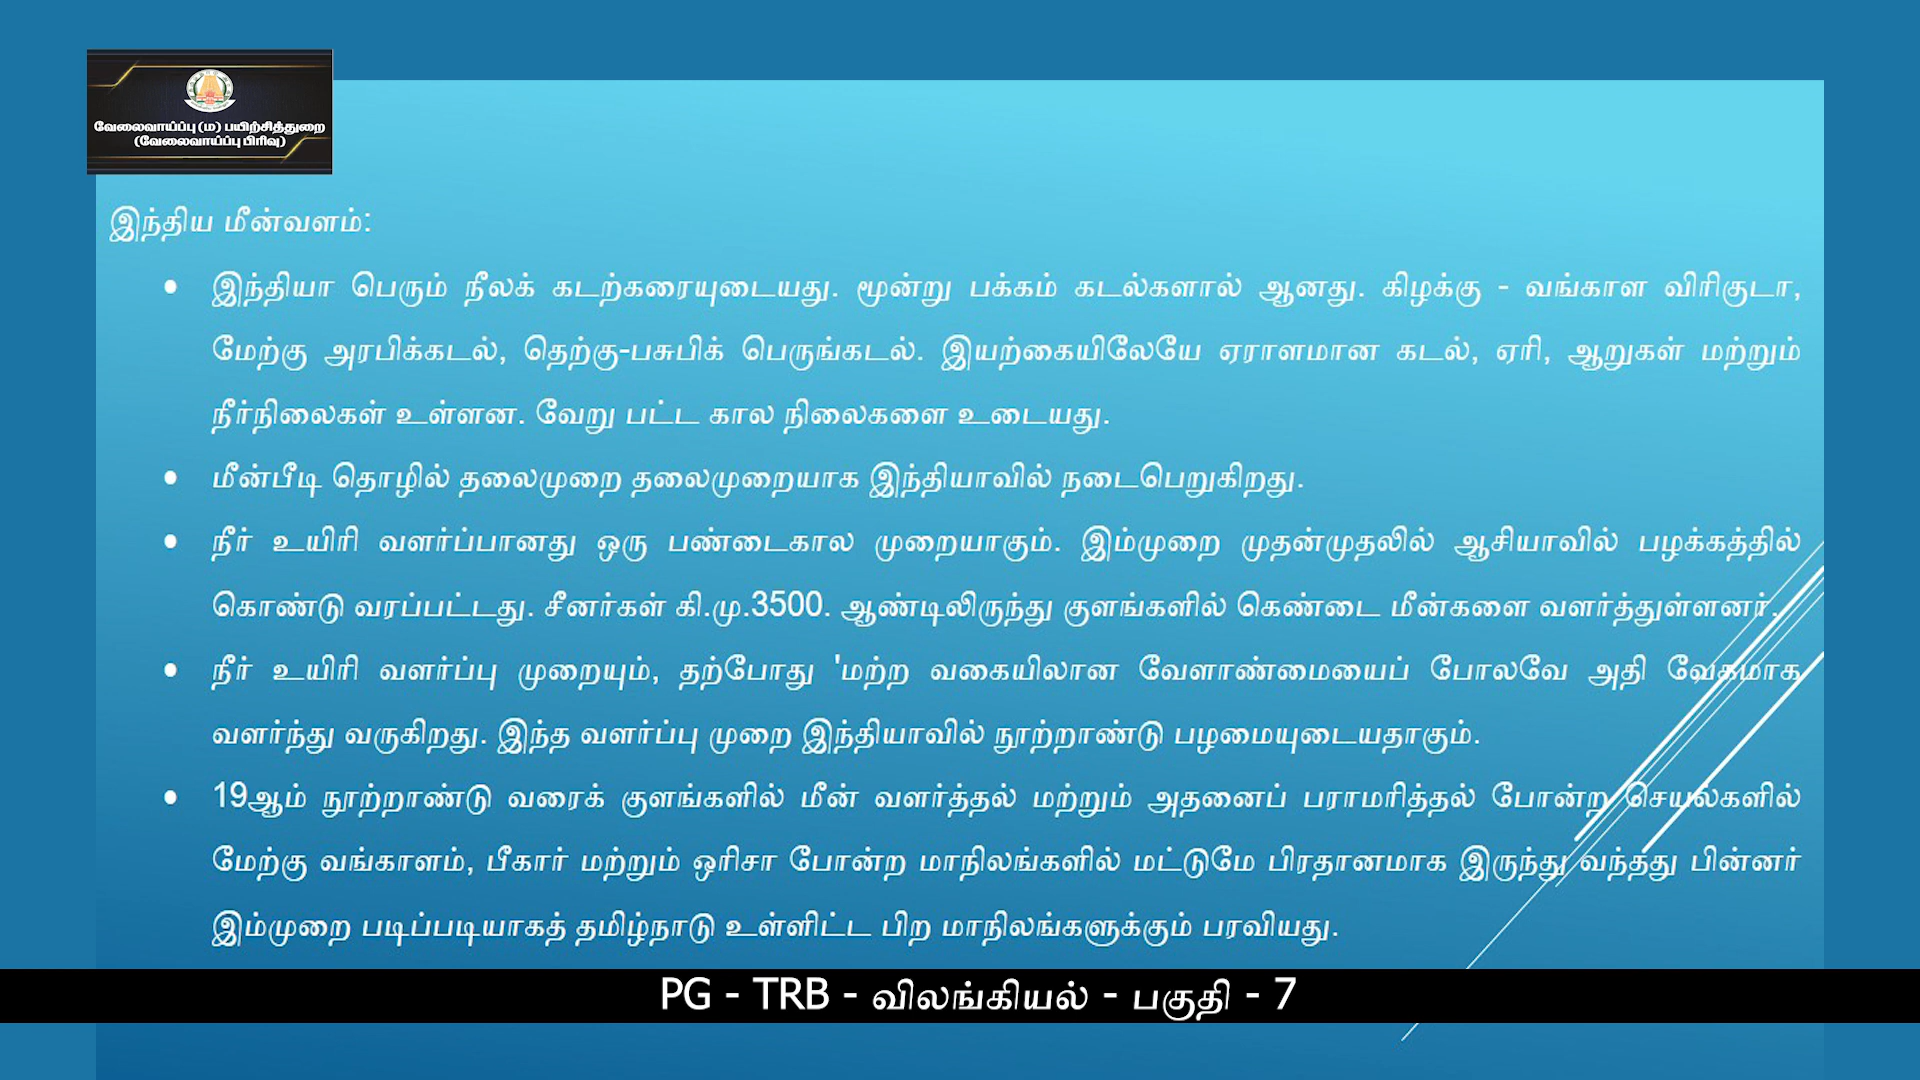 வேலைவாய்ப்பு (ம) பயிற்சித்துறை
(வேலைவாய்ப்பு பிரிவு)
இந்திய மீன்வளம்:
• இந்தியா பெரும் நீலக் கடற்கரையுடையது. மூன்று பக்கம் கடல்களால் ஆனது. கிழக்கு - வங்காள விரிகுடா,
மேற்கு அரபிக்கடல், தெற்கு-பசுபிக் பெருங்கடல். இயற்கையிலேயே ஏராளமான கடல், ஏரி, ஆறுகள் மற்றும்
நீர்நிலைகள் உள்ளன. வேறு பட்ட கால நிலைகளை உடையது.
• மீன்பீடி தொழில் தலைமுறை தலைமுறையாக இந்தியாவில் நடைபெறுகிறது.
• நீர் உயிரி வளர்ப்பானது ஒரு பண்டைகால முறையாகும். இம்முறை முதன்முதலில் ஆசியாவில் பழக்கத்தில்
கொண்டு வரப்பட்டது. சீனர்கள் கி.மு.3500. ஆண்டிலிருந்து குளங்களில் கெண்டை மீன்களை வளர்த்துள்ளனர்.
• நீர் உயிரி வளர்ப்பு முறையும், தற்போது 'மற்ற வகையிலான வேளாண்மையைப் போலவே அதி வேகமாக
வளர்ந்து வருகிறது. இந்த வளர்ப்பு முறை இந்தியாவில் நூற்றாண்டு பழமையுடையதாகும்.
• 19ஆம் நூற்றாண்டு வரைக் குளங்களில் மீன் வளர்த்தல் மற்றும் அதனைப் பராமரித்தல் போன்ற செயல்களில்
மேற்கு வங்காளம், பீகார் மற்றும் ஒரிசா போன்ற மாநிலங்களில் மட்டுமே பிரதானமாக இருந்து வந்தது பின்னர்
இம்முறை படிப்படியாகத் தமிழ்நாடு உள்ளிட்ட பிற மாநிலங்களுக்கும் பரவியது.
PG - TRB - விலங்கியல் - பகுதி - 7